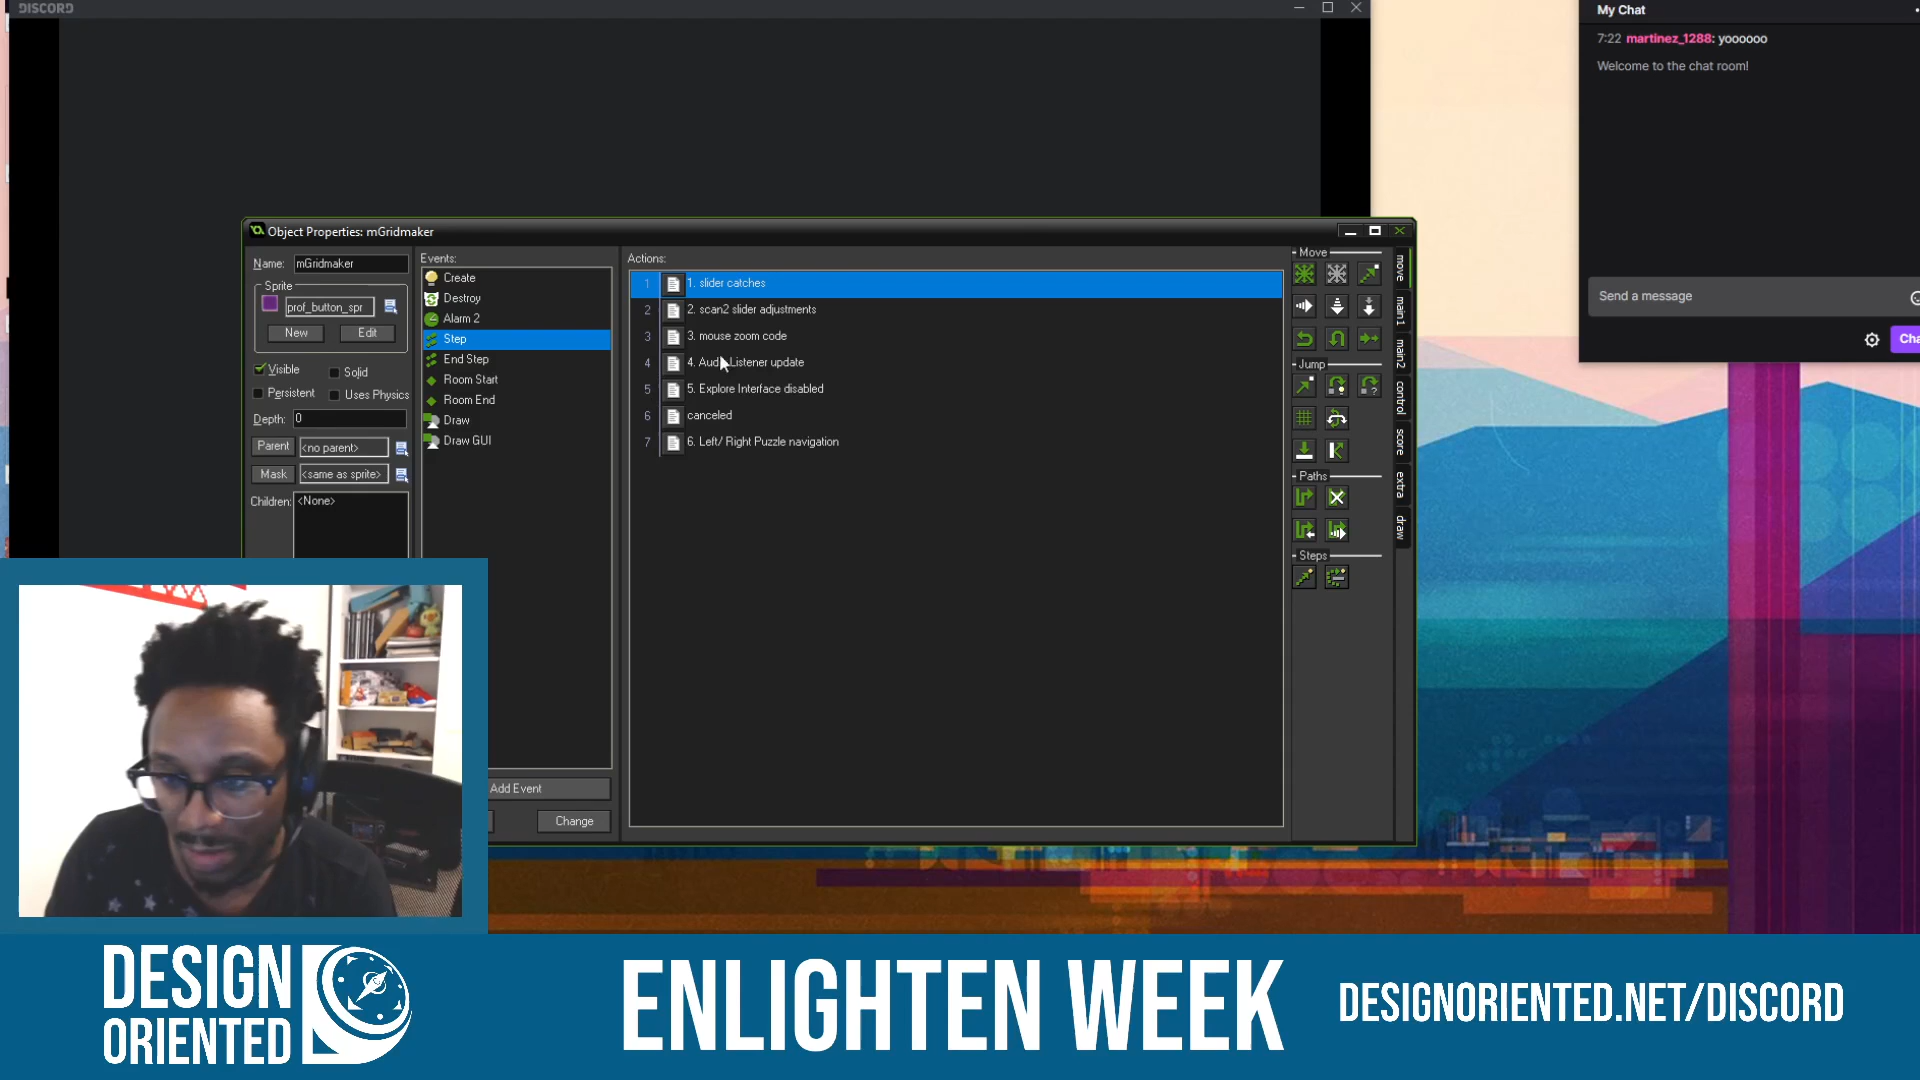 DISCORD
My Chat
7:22 martinez_1288: yoooooo
Welcome to the chat room!
Send a message
Cha
Object Properties: mGridmaker
Name: mGridmaker
Sprite
prof_button_spr
New Edit
Visible Solid
Persistent Uses Physics
Depth: 0
Parent <no parent>
Mask <same as sprite>
Children: <None>
Events:
Create
Destroy
Alarm 2
Step
End Step
Room Start
Room End
Draw
Draw GUI
Add Event
Change
Actions:
1 1. slider catches
2 2. scan2 slider adjustments
3 3. mouse zoom code
4 4. Audio Listener update
5 5. Explore Interface disabled
6 canceled
7 6. Left/ Right Puzzle navigation
Move
Jump
Paths
Steps
move
main1
main2
control
score
extra
draw
DESIGN
ORIENTED
ENLIGHTEN WEEK
DESIGNORIENTED.NET/DISCORD